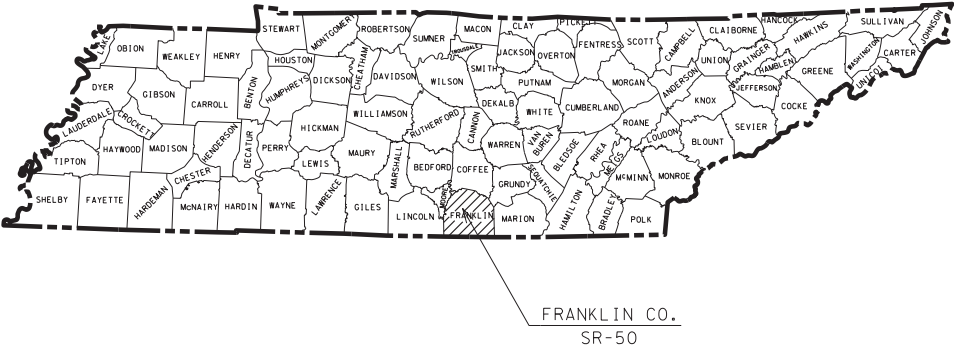 LAKE
OBION
WEAKLEY
HENRY
STEWART
MONTGOMERY
ROBERTSON
SUMNER
MACON
TROUSDALE
CLAY
PICKETT
SCOTT
CAMPBELL
CLAIBORNE
HANCOCK
HAWKINS
SULLIVAN
JOHNSON
HOUSTON
CHEATHAM
JACKSON
OVERTON
FENTRESS
UNION
GRAINGER
HAMBLEN
WASHINGTON
CARTER
UNICOI
GREENE
DYER
GIBSON
CARROLL
BENTON
HUMPHREYS
DICKSON
DAVIDSON
WILSON
SMITH
PUTNAM
MORGAN
ANDERSON
KNOX
JEFFERSON
COCKE
LAUDERDALE
CROCKETT
HICKMAN
WILLIAMSON
RUTHERFORD
CANNON
DEKALB
WHITE
CUMBERLAND
ROANE
LOUDON
BLOUNT
SEVIER
TIPTON
HAYWOOD
MADISON
HENDERSON
DECATUR
PERRY
LEWIS
MAURY
MARSHALL
BEDFORD
COFFEE
WARREN
VAN
BUREN
BLEDSOE
RHEA
MEIGS
McMINN
MONROE
SHELBY
FAYETTE
HARDEMAN
CHESTER
McNAIRY
HARDIN
WAYNE
LAWRENCE
GILES
LINCOLN
MOORE
FRANKLIN
GRUNDY
SEQUATCHIE
MARION
HAMILTON
BRADLEY
POLK
FRANKLIN CO.
SR-50